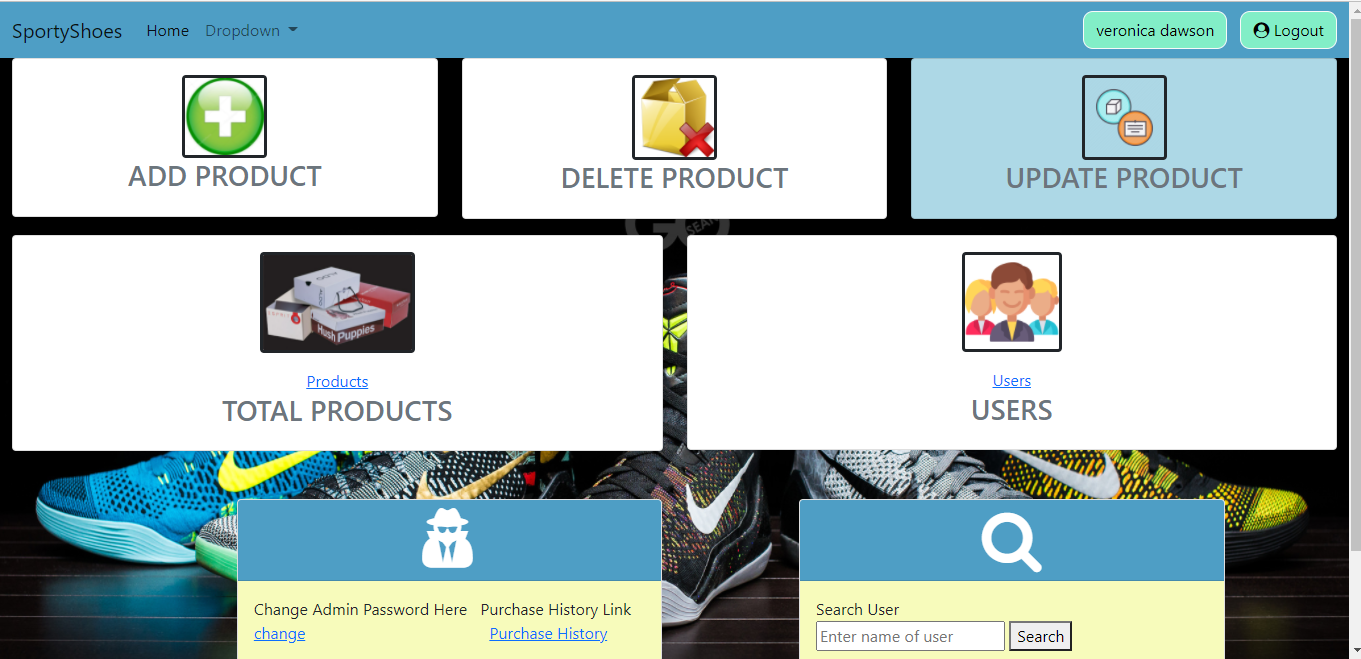 SportyShoes Home Dropdown veronica dawson Logout
ADD PRODUCT
DELETE PRODUCT
UPDATE PRODUCT
SEAR
Hush Puppies
Products
TOTAL PRODUCTS
Users
USERS
Change Admin Password Here Purchase History Link
change Purchase History
Search User
Enter name of user Search